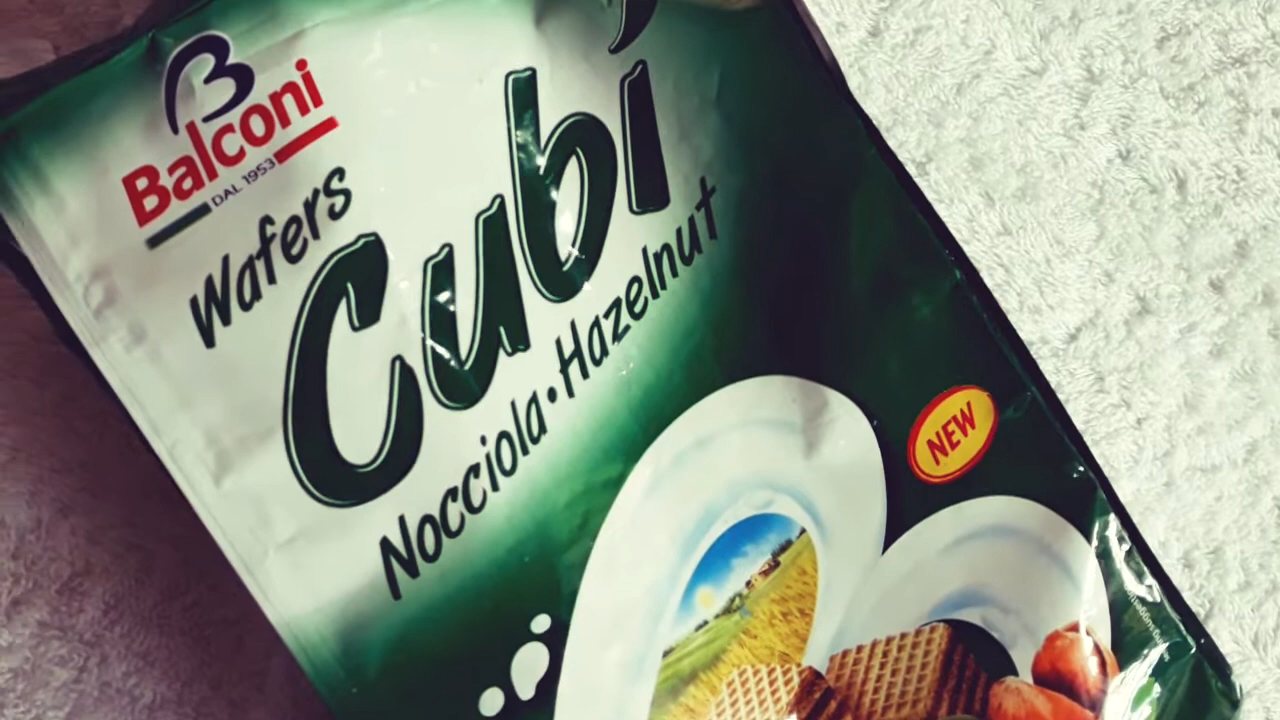 B
Balconi
DAL 1953
Wafers
Cubi
Nocciola • Hazelnut
NEW